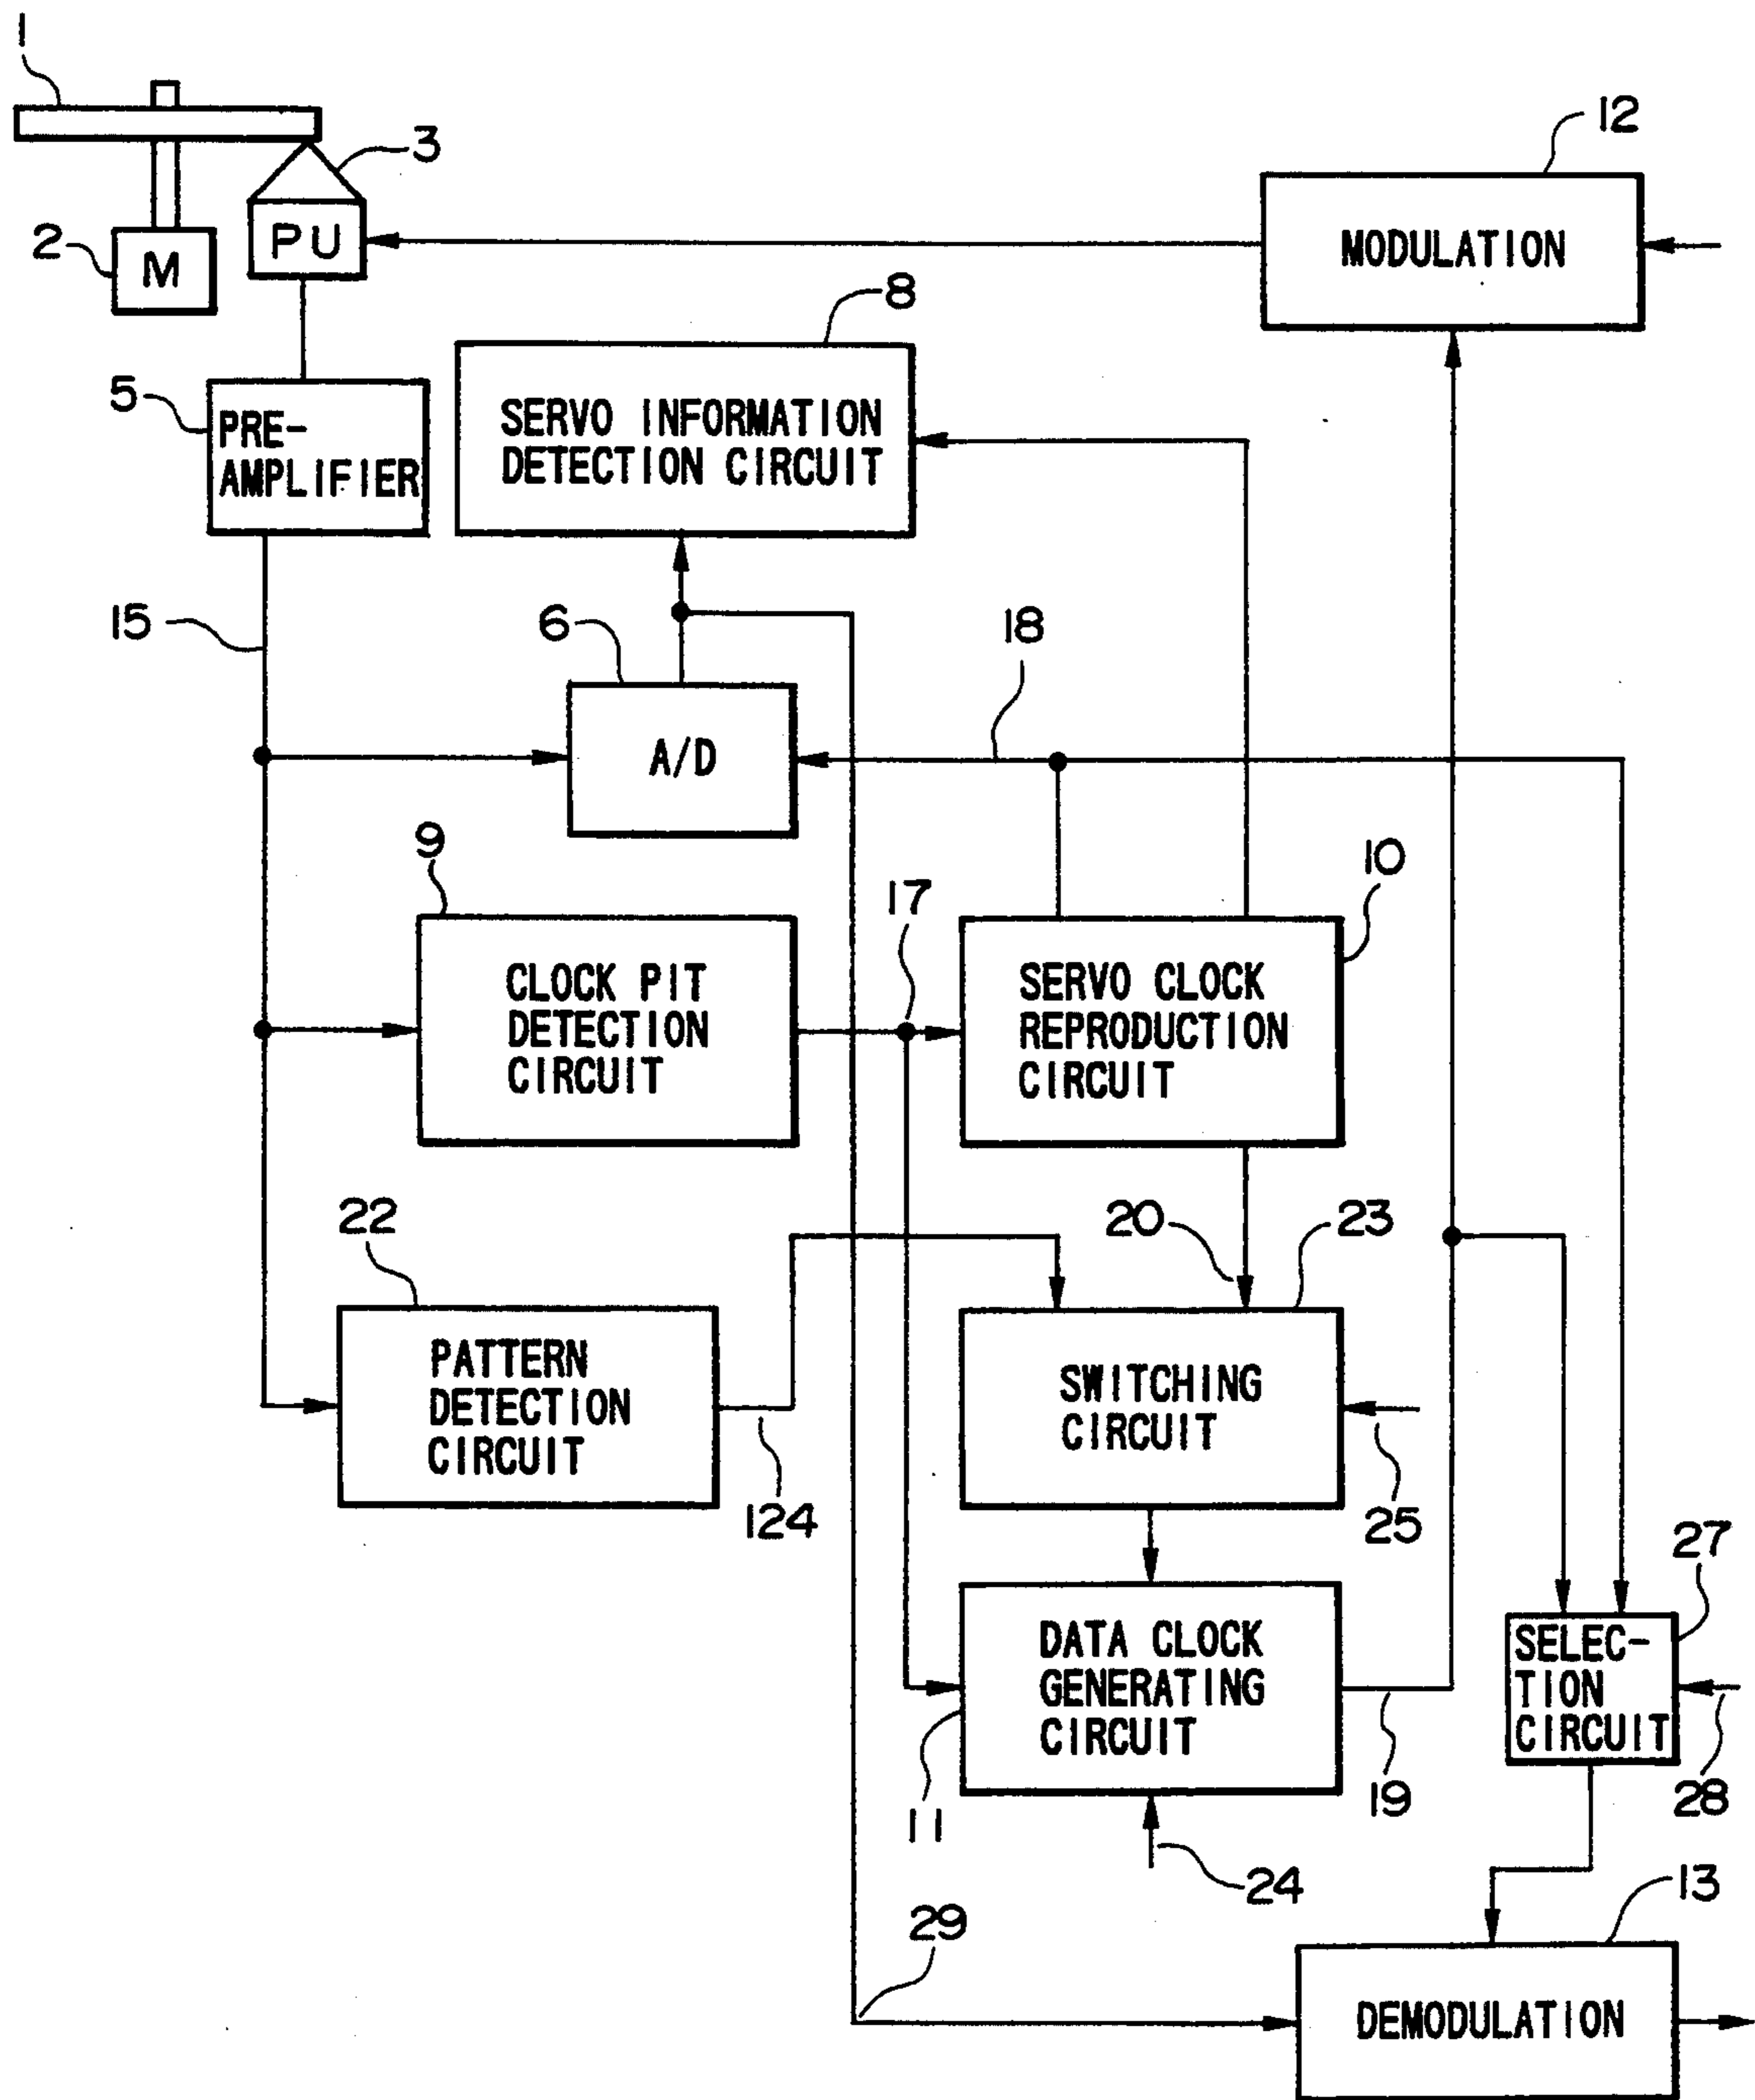 1
12
3
PU
2
M
MODULATION
8
5
PRE-
AMPLIFIER
SERVO INFORMATION
DETECTION CIRCUIT
15
6
18
A/D
9
17
10
CLOCK PIT
DETECTION
CIRCUIT
SERVO CLOCK
REPRODUCTION
CIRCUIT
22
20
23
PATTERN
DETECTION
CIRCUIT
SWITCHING
CIRCUIT
124
25
27
DATA CLOCK
GENERATING
CIRCUIT
SELEC-
TION
CIRCUIT
11
19
28
24
13
29
DEMODULATION